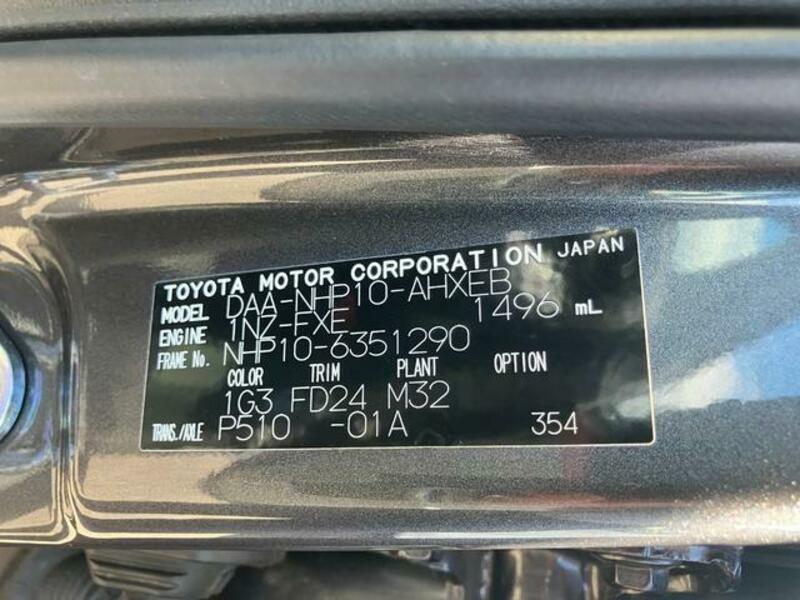 TOYOTA MOTOR CORPORATION JAPAN
MODEL DAA-NHP10-AHXEB
ENGINE 1NZ-FXE 1496 mL
FRAME No. NHP10-6351290
COLOR TRIM PLANT OPTION
1G3 FD24 M32
TRANS./AXLE P510 -01A 354